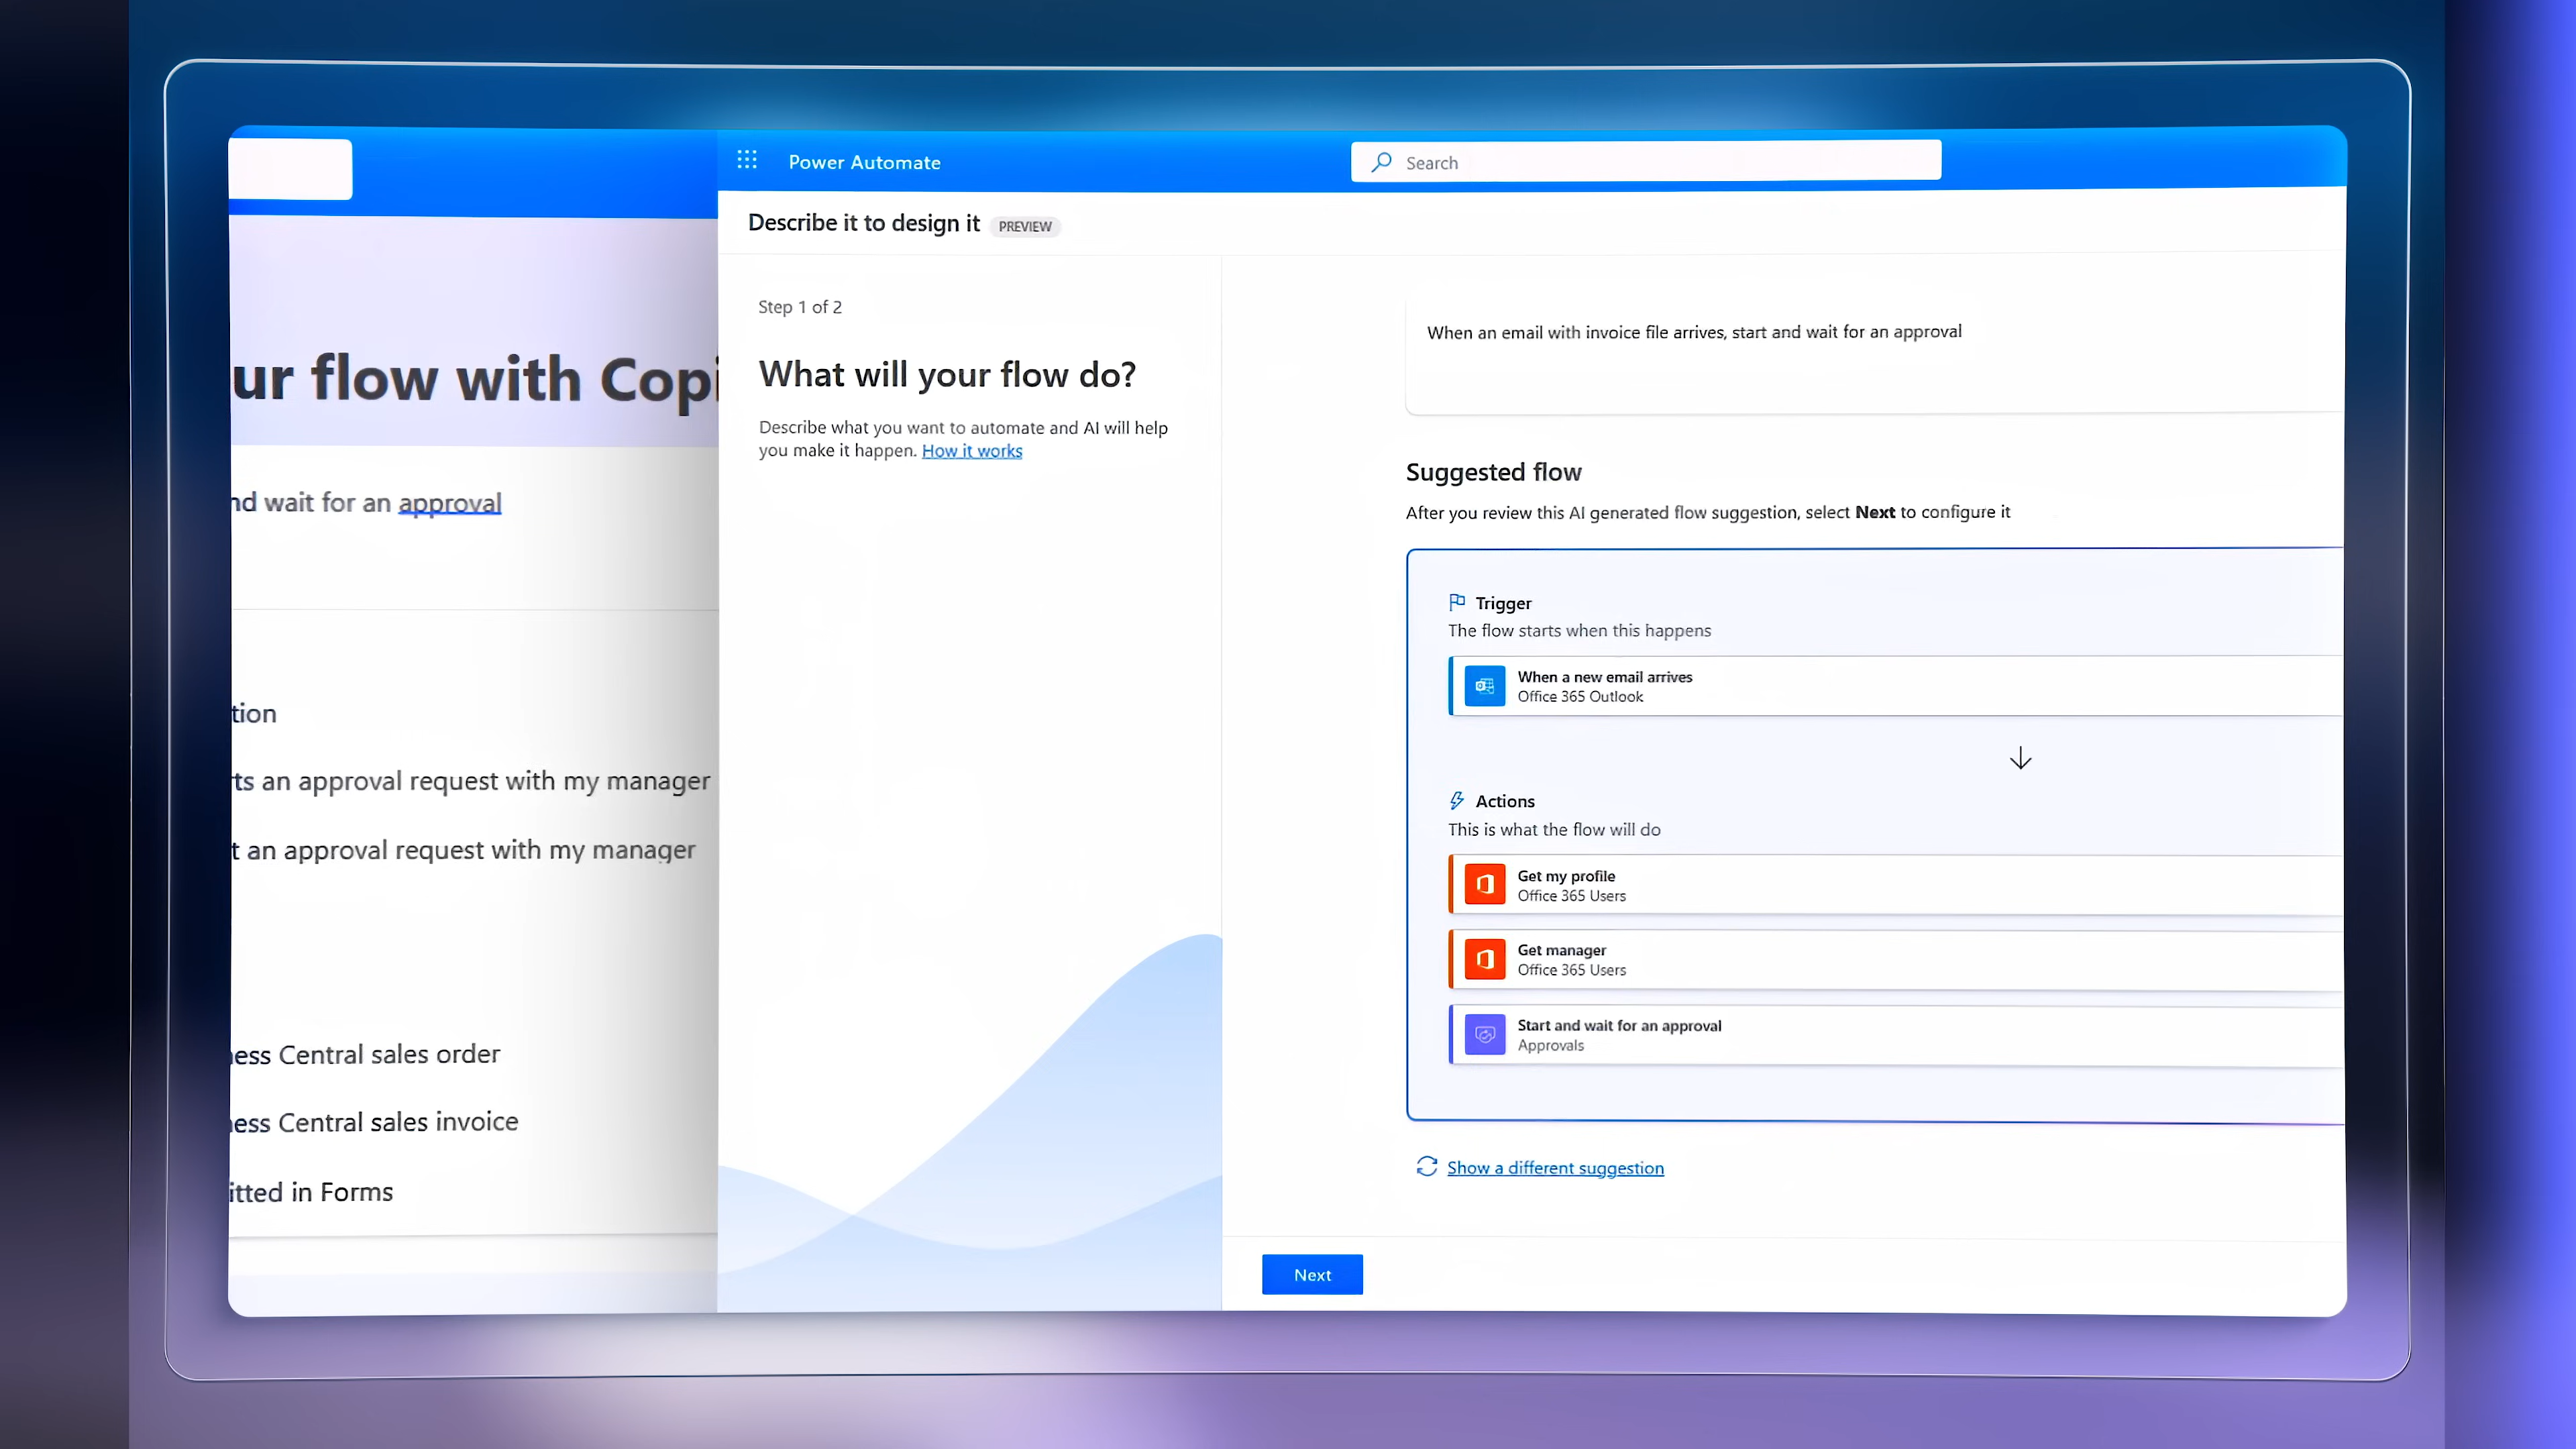 ur flow with Cop
nd wait for an approval
tion
ts an approval request with my manager
t an approval request with my manager
ness Central sales order
ness Central sales invoice
itted in Forms
Power Automate
Search
Describe it to design it PREVIEW
Step 1 of 2
What will your flow do?
Describe what you want to automate and AI will help
you make it happen. How it works
When an email with invoice file arrives, start and wait for an approval
Suggested flow
After you review this AI generated flow suggestion, select Next to configure it
Trigger
The flow starts when this happens
When a new email arrives
Office 365 Outlook
Actions
This is what the flow will do
Get my profile
Office 365 Users
Get manager
Office 365 Users
Start and wait for an approval
Approvals
Show a different suggestion
Next